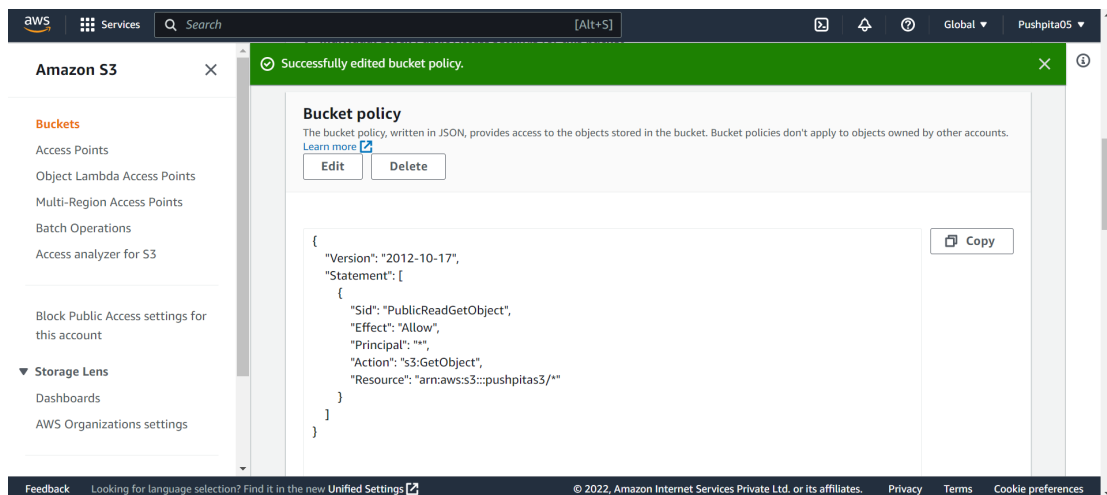 aws Services Search [Alt+S] Global ▼ Pushpita05 ▼
Amazon S3
Buckets
Access Points
Object Lambda Access Points
Multi-Region Access Points
Batch Operations
Access analyzer for S3
Block Public Access settings for
this account
▼ Storage Lens
Dashboards
AWS Organizations settings
Successfully edited bucket policy.
Bucket policy
The bucket policy, written in JSON, provides access to the objects stored in the bucket. Bucket policies don't apply to objects owned by other accounts.
Learn more
Edit Delete
Copy
{
"Version": "2012-10-17",
"Statement": [
{
"Sid": "PublicReadGetObject",
"Effect": "Allow",
"Principal": "*",
"Action": "s3:GetObject",
"Resource": "arn:aws:s3:::pushpitas3/*"
}
]
}
Feedback Looking for language selection? Find it in the new Unified Settings © 2022, Amazon Internet Services Private Ltd. or its affiliates. Privacy Terms Cookie preferences